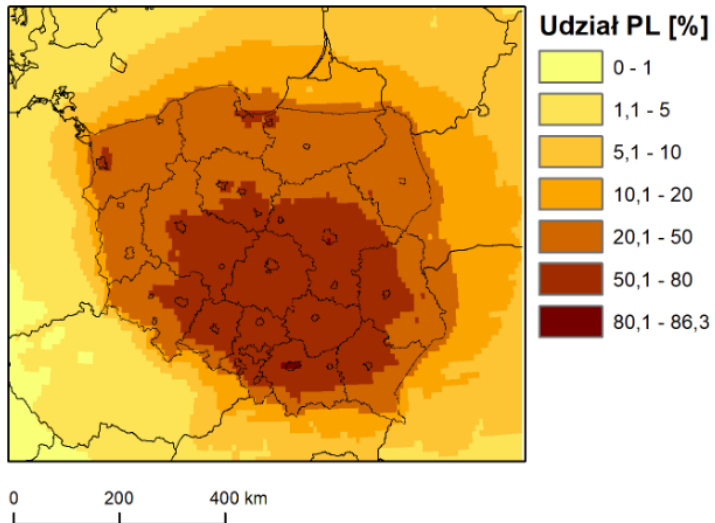 Udział PL [%]
0 - 1
1,1 - 5
5,1 - 10
10,1 - 20
20,1 - 50
50,1 - 80
80,1 - 86,3
0 200 400 km